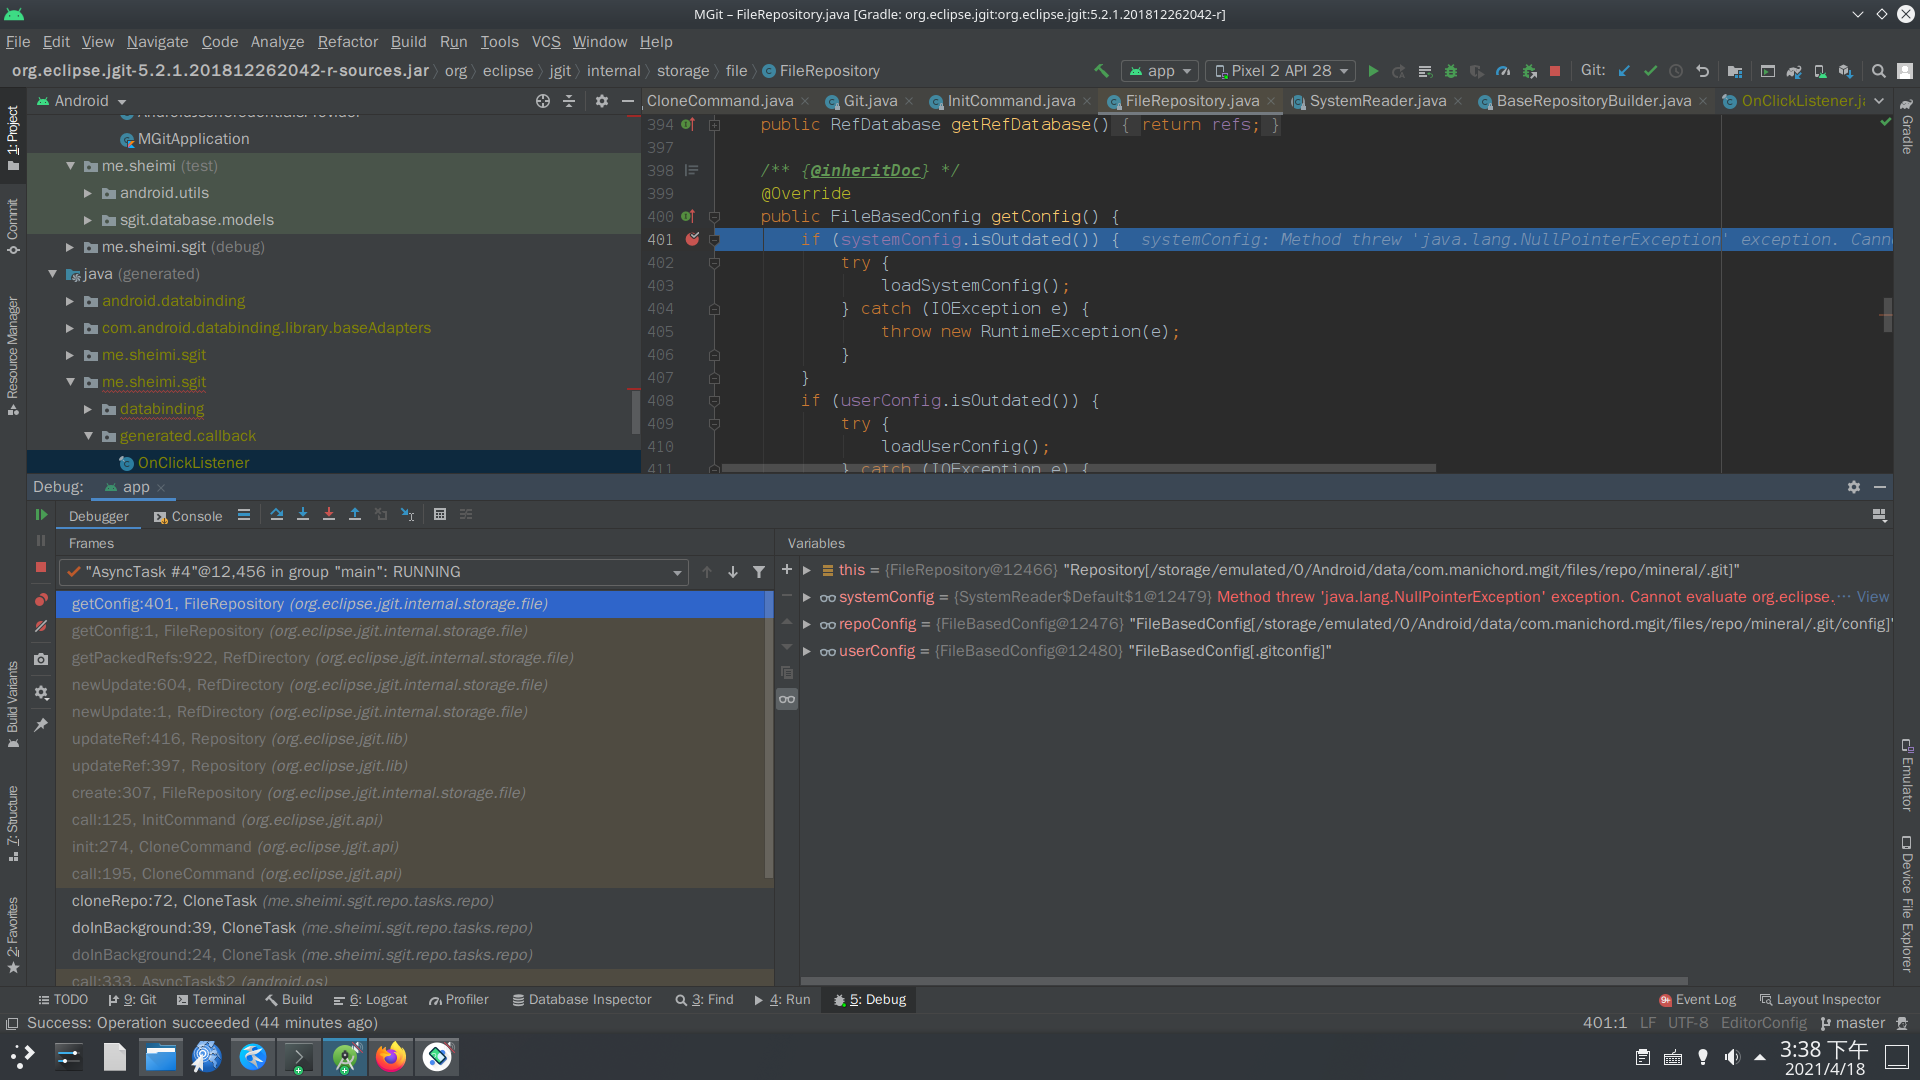 MGit – FileRepository.java [Gradle: org.eclipse.jgit:org.eclipse.jgit:5.2.1.201812262042-r]
File Edit View Navigate Code Analyze Refactor Build Run Tools VCS Window Help
org.eclipse.jgit-5.2.1.201812262042-r-sources.jar org eclipse jgit internal storage file FileRepository
app Pixel 2 API 28 Git:
Android
CloneCommand.java Git.java InitCommand.java FileRepository.java SystemReader.java BaseRepositoryBuilder.java OnClickListener.ja
MGitApplication
me.sheimi (test)
android.utils
sgit.database.models
me.sheimi.sgit (debug)
java (generated)
android.databinding
com.android.databinding.library.baseAdapters
me.sheimi.sgit
me.sheimi.sgit
databinding
generated.callback
OnClickListener
394 public RefDatabase getRefDatabase() { return refs; }
397
398 /** {@inheritDoc} */
399 @Override
400 public FileBasedConfig getConfig() {
401 if (systemConfig.isOutdated()) { systemConfig: Method threw 'java.lang.NullPointerException' exception. Cann
402 try {
403 loadSystemConfig();
404 } catch (IOException e) {
405 throw new RuntimeException(e);
406 }
407 }
408 if (userConfig.isOutdated()) {
409 try {
410 loadUserConfig();
411 } catch (IOException e) {
1: Project
Commit
Resource Manager
Build Variants
7: Structure
2: Favorites
Gradle
Emulator
Device File Explorer
Debug: app
Debugger Console
Frames
Variables
"AsyncTask #4"@12,456 in group "main": RUNNING
getConfig:401, FileRepository (org.eclipse.jgit.internal.storage.file)
getConfig:1, FileRepository (org.eclipse.jgit.internal.storage.file)
getPackedRefs:922, RefDirectory (org.eclipse.jgit.internal.storage.file)
newUpdate:604, RefDirectory (org.eclipse.jgit.internal.storage.file)
newUpdate:1, RefDirectory (org.eclipse.jgit.internal.storage.file)
updateRef:416, Repository (org.eclipse.jgit.lib)
updateRef:397, Repository (org.eclipse.jgit.lib)
create:307, FileRepository (org.eclipse.jgit.internal.storage.file)
call:125, InitCommand (org.eclipse.jgit.api)
init:274, CloneCommand (org.eclipse.jgit.api)
call:195, CloneCommand (org.eclipse.jgit.api)
cloneRepo:72, CloneTask (me.sheimi.sgit.repo.tasks.repo)
doInBackground:39, CloneTask (me.sheimi.sgit.repo.tasks.repo)
doInBackground:24, CloneTask (me.sheimi.sgit.repo.tasks.repo)
call:333, AsyncTask$2 (android.os)
this = {FileRepository@12466} "Repository[/storage/emulated/0/Android/data/com.manichord.mgit/files/repo/mineral/.git]"
systemConfig = {SystemReader$Default$1@12479} Method threw 'java.lang.NullPointerException' exception. Cannot evaluate org.eclipse. ... View
repoConfig = {FileBasedConfig@12476} "FileBasedConfig[/storage/emulated/0/Android/data/com.manichord.mgit/files/repo/mineral/.git/config]"
userConfig = {FileBasedConfig@12480} "FileBasedConfig[.gitconfig]"
TODO 9: Git Terminal Build 6: Logcat Profiler Database Inspector 3: Find 4: Run 5: Debug Event Log Layout Inspector
Success: Operation succeeded (44 minutes ago) 401:1 LF UTF-8 EditorConfig master
3:38 下午
2021/4/18